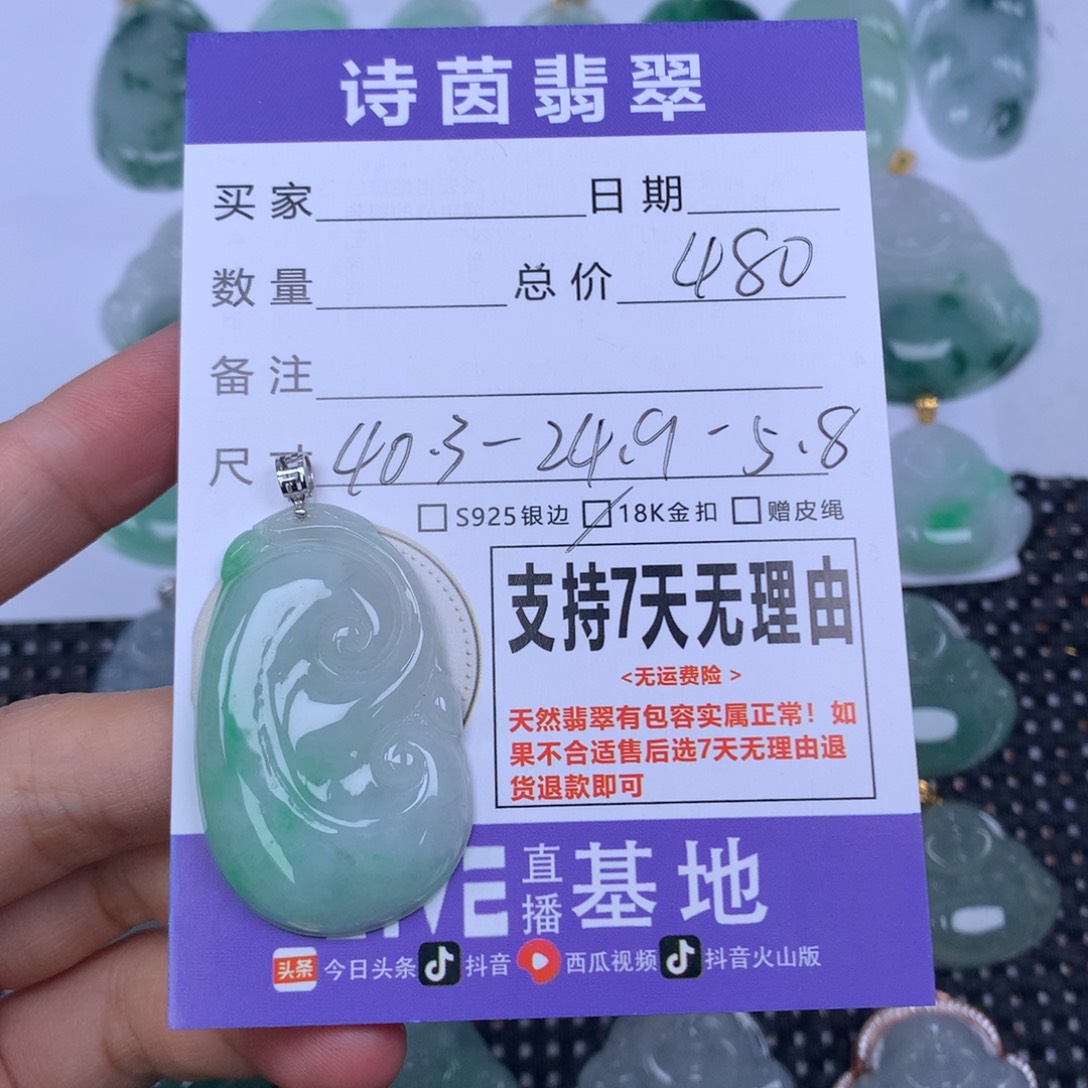 诗茵翡翠
买家 日期
数量 总价 480
备注
尺寸 40.3-24.9-5.8
S925银边 18K金扣 赠皮绳
支持7天无理由
<无运费险 >
天然翡翠有包容实属正常！如
果不合适售后选7天无理由退
货退款即可
LIVE 直播 基地
头条 今日头条 抖音 西瓜视频 抖音火山版